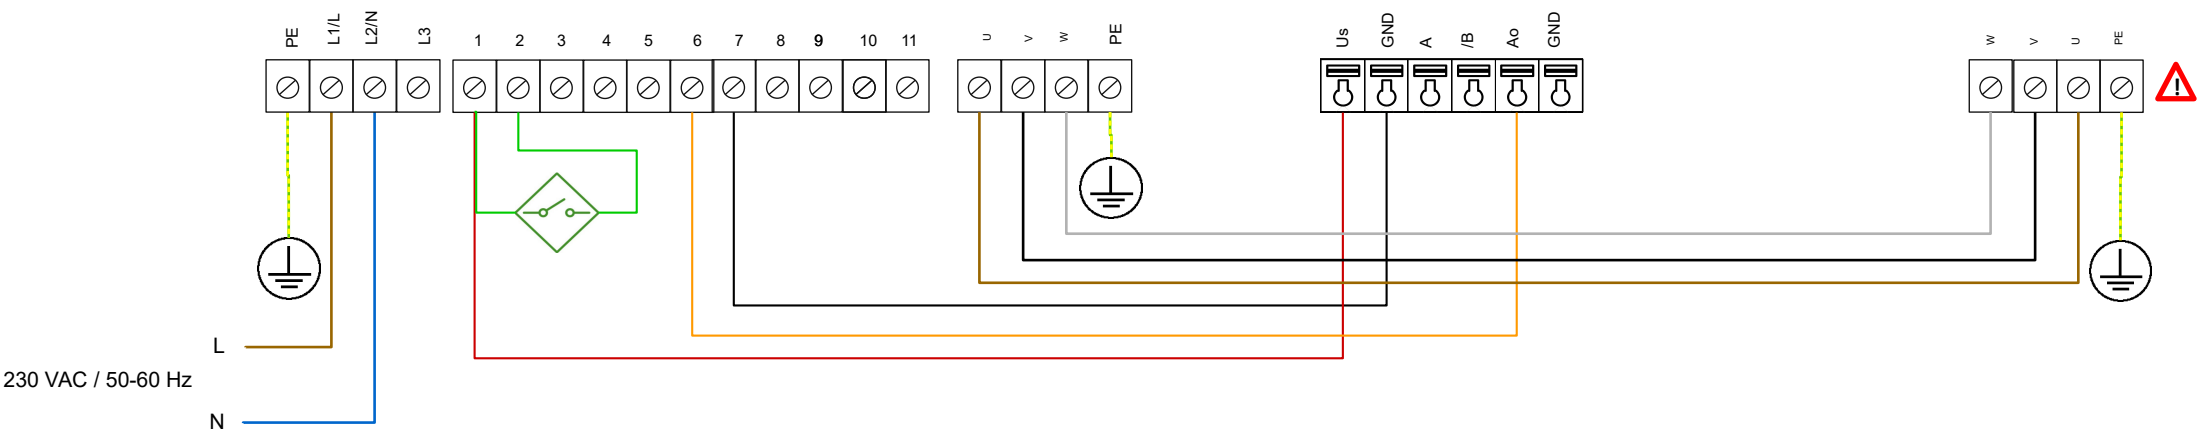 PE L1/L L2/N L3 1 2 3 4 5 6 7 8 9 10 11 U V W PE Us GND A /B Ao GND W V U PE
!
L
230 VAC / 50-60 Hz
N